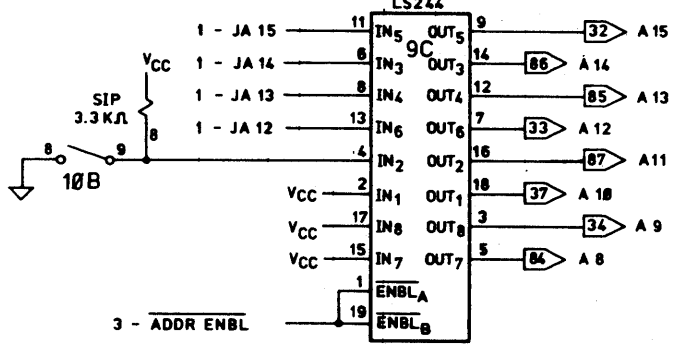 LS244
9C
1 - JA 15 11 IN5 OUT5 9 32 A 15
1 - JA 14 6 IN3 OUT3 14 86 A 14
1 - JA 13 8 IN4 OUT4 12 85 A 13
1 - JA 12 13 IN6 OUT6 7 33 A 12
VCC
SIP
3.3 KΩ
8
8 9 4 IN2 OUT2 16 87 A 11
10B
VCC 2 IN1 OUT1 18 37 A 10
VCC 17 IN8 OUT8 3 34 A 9
VCC 15 IN7 OUT7 5 84 A 8
1 ENBLA
3 - ADDR ENBL 19 ENBLB